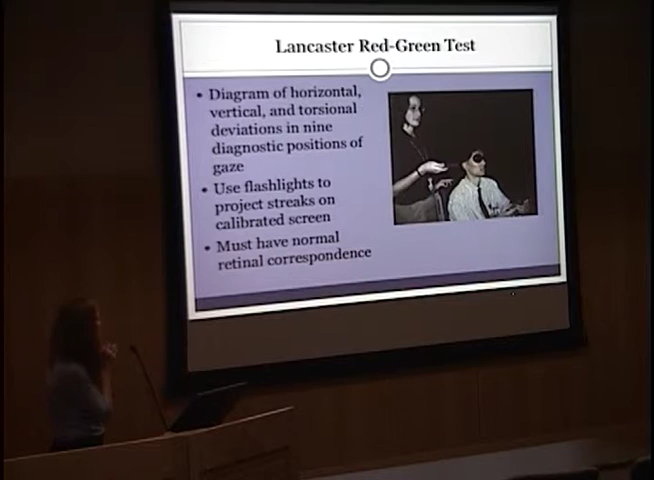 Lancaster Red-Green Test
• Diagram of horizontal,
vertical, and torsional
deviations in nine
diagnostic positions of
gaze
• Use flashlights to
project streaks on
calibrated screen
• Must have normal
retinal correspondence